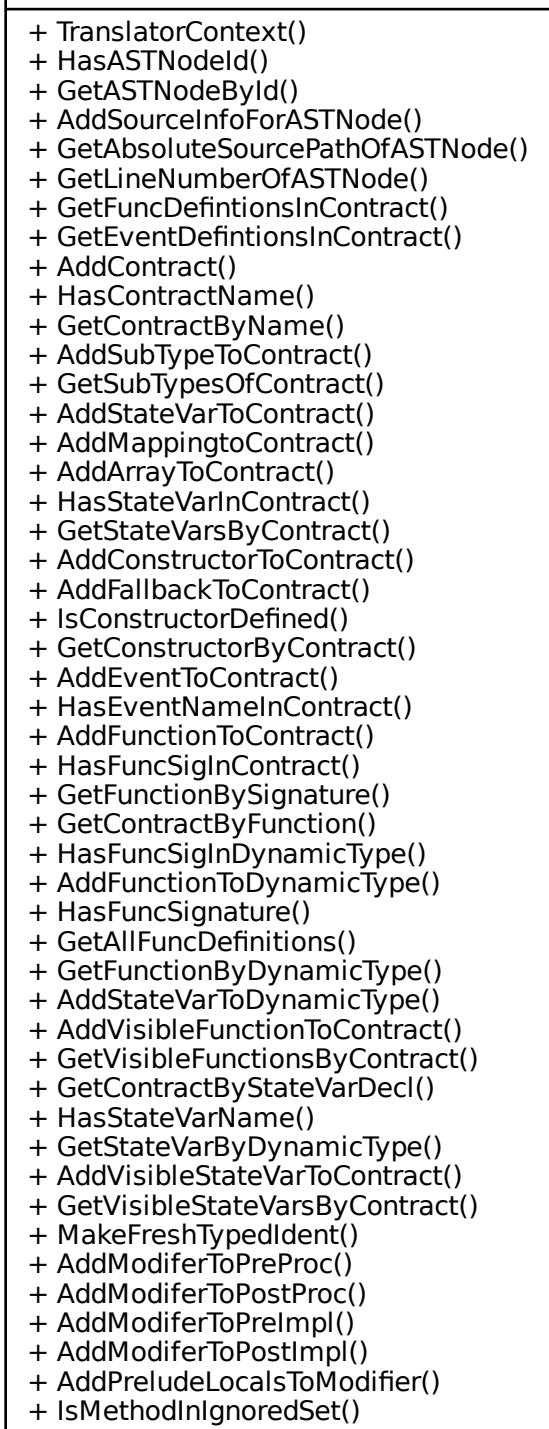 + TranslatorContext()
+ HasASTNodeId()
+ GetASTNodeById()
+ AddSourceInfoForASTNode()
+ GetAbsoluteSourcePathOfASTNode()
+ GetLineNumberOfASTNode()
+ GetFuncDefintionsInContract()
+ GetEventDefintionsInContract()
+ AddContract()
+ HasContractName()
+ GetContractByName()
+ AddSubTypeToContract()
+ GetSubTypesOfContract()
+ AddStateVarToContract()
+ AddMappingtoContract()
+ AddArrayToContract()
+ HasStateVarInContract()
+ GetStateVarsByContract()
+ AddConstructorToContract()
+ AddFallbackToContract()
+ IsConstructorDefined()
+ GetConstructorByContract()
+ AddEventToContract()
+ HasEventNameInContract()
+ AddFunctionToContract()
+ HasFuncSigInContract()
+ GetFunctionBySignature()
+ GetContractByFunction()
+ HasFuncSigInDynamicType()
+ AddFunctionToDynamicType()
+ HasFuncSignature()
+ GetAllFuncDefinitions()
+ GetFunctionByDynamicType()
+ AddStateVarToDynamicType()
+ AddVisibleFunctionToContract()
+ GetVisibleFunctionsByContract()
+ GetContractByStateVarDecl()
+ HasStateVarName()
+ GetStateVarByDynamicType()
+ AddVisibleStateVarToContract()
+ GetVisibleStateVarsByContract()
+ MakeFreshTypedIdent()
+ AddModiferToPreProc()
+ AddModiferToPostProc()
+ AddModiferToPreImpl()
+ AddModiferToPostImpl()
+ AddPreludeLocalsToModifier()
+ IsMethodInIgnoredSet()